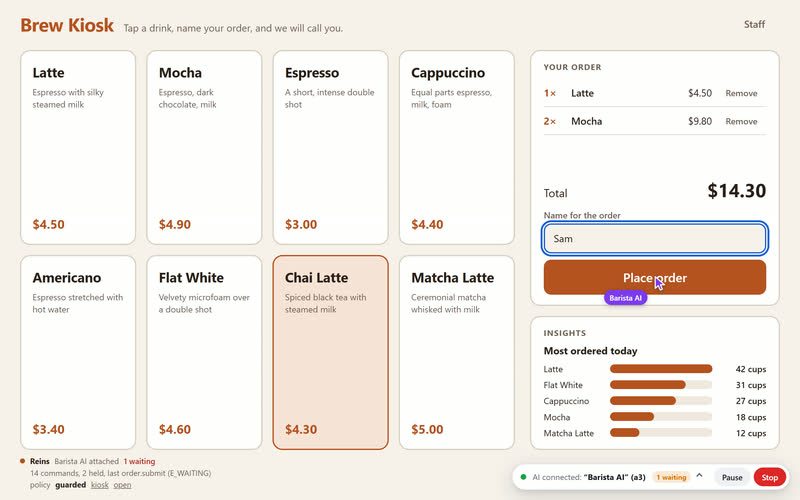 Brew Kiosk Tap a drink, name your order, and we will call you. Staff
Latte
Espresso with silky
steamed milk
$4.50
Mocha
Espresso, dark
chocolate, milk
$4.90
Espresso
A short, intense double
shot
$3.00
Cappuccino
Equal parts espresso,
milk, foam
$4.40
Americano
Espresso stretched with
hot water
$3.40
Flat White
Velvety microfoam over
a double shot
$4.60
Chai Latte
Spiced black tea with
steamed milk
$4.30
Matcha Latte
Ceremonial matcha
whisked with milk
$5.00
YOUR ORDER
1× Latte $4.50 Remove
2× Mocha $9.80 Remove
Total $14.30
Name for the order
Sam
Place order
Barista AI
INSIGHTS
Most ordered today
Latte 42 cups
Flat White 31 cups
Cappuccino 27 cups
Mocha 18 cups
Matcha Latte 12 cups
Reins Barista AI attached 1 waiting
14 commands, 2 held, last order.submit (E_WAITING)
policy guarded kiosk open
AI connected: "Barista AI" (a3) 1 waiting Pause Stop